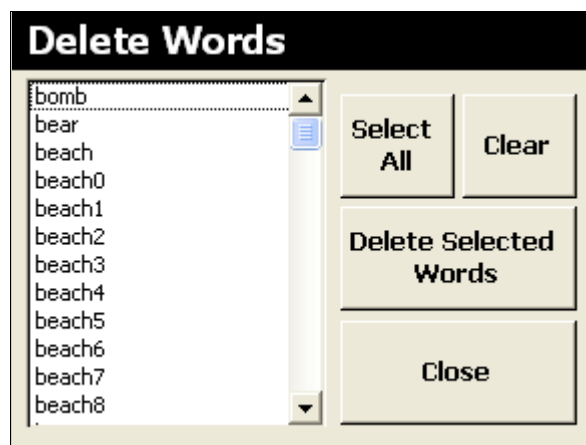 Delete Words
bomb
bear
beach
beach0
beach1
beach2
beach3
beach4
beach5
beach6
beach7
beach8
Select
All
Clear
Delete Selected
Words
Close